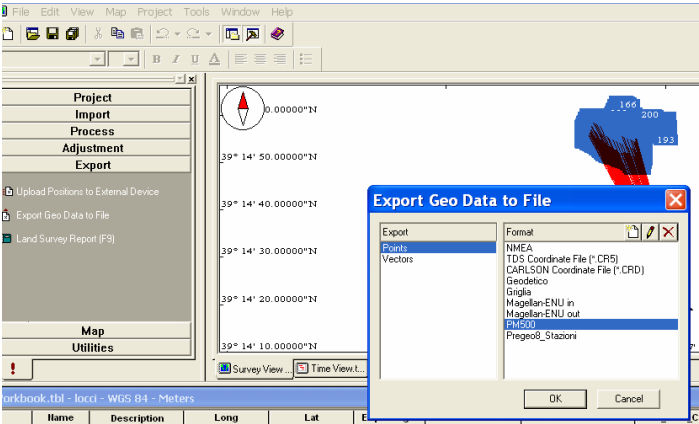 File Edit View Map Project Tools Window Help
B I U A
Project
Import
Process
Adjustment
Export
Upload Positions to External Device
Export Geo Data to File
Land Survey Report (F9)
Map
Utilities
0.00000"N
39° 14' 50.00000"N
39° 14' 40.00000"N
39° 14' 30.00000"N
39° 14' 20.00000"N
39° 14' 10.00000"N
166
200
193
Survey View ... Time View.t...
Export Geo Data to File
Export
Points
Vectors
Format
NMEA
TDS Coordinate File (*.CR5)
CARLSON Coordinate File (*.CRD)
Geodetico
Griglia
Magellan-ENU in
Magellan-ENU out
PM500
Pregeo8_Stazioni
OK Cancel
orkbook.tbl - locci - WGS 84 - Meters
Name Description Long Lat